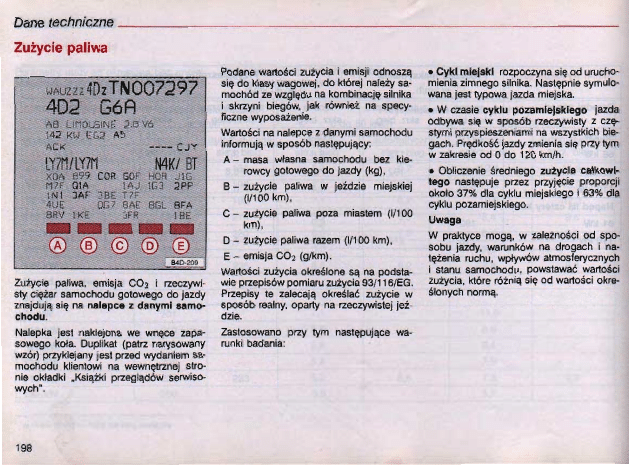 Dane techniczne
Zużycie paliwa
WAUZZZ4DzTN007297
4D2 G6A
A8 LIMOUSINE 2.8 V6
142 KW EG2 A5
ACK ---- CJY
LY7M/LY7M N4K/ BT
X0A B99 C0R G0F H0A J1G
M7F Q1A 1AJ 1G3 2PP
1N1 3AF 3BE T7F
4UE 0G7 8AE 8GL 8FA
8RV 1KE 3FR 1BE
A B C D E
B4D-209
Zużycie paliwa, emisja CO2 i rzeczywi-
sty ciężar samochodu gotowego do jazdy
znajdują się na nalepce z danymi samo-
chodu.
Nalepka jest naklejona we wnęce zapa-
sowego koła. Duplikat (patrz narysowany
wzór) przyklejany jest przed wydaniem sa-
mochodu klientowi na wewnętrznej stro-
nie okładki „Książki przeglądów serwiso-
wych".
Podane wartości zużycia i emisji odnoszą
się do klasy wagowej, do której należy sa-
mochód ze względu na kombinację silnika
i skrzyni biegów, jak również na specy-
ficzne wyposażenie.
Wartości na nalepce z danymi samochodu
informują w sposób następujący:
A – masa własna samochodu bez kie-
rowcy gotowego do jazdy (kg),
B – zużycie paliwa w jeździe miejskiej
(l/100 km),
C – zużycie paliwa poza miastem (l/100
km),
D – zużycie paliwa razem (l/100 km),
E – emisja CO2 (g/km).
Wartości zużycia określone są na podsta-
wie przepisów pomiaru zużycia 93/116/EG.
Przepisy te zalecają określać zużycie w
sposób realny, oparty na rzeczywistej jeź-
dzie.
Zastosowano przy tym następujące wa-
runki badania:
• Cykl miejski rozpoczyna się od urucho-
mienia zimnego silnika. Następnie symulo-
wana jest typowa jazda miejska.
• W czasie cyklu pozamiejskiego jazda
odbywa się w sposób rzeczywisty z czę-
stymi przyspieszeniami na wszystkich bie-
gach. Prędkość jazdy zmienia się przy tym
w zakresie od 0 do 120 km/h.
• Obliczenie średniego zużycia całkowi-
tego następuje przez przyjęcie proporcji
około 37% dla cyklu miejskiego i 63% dla
cyklu pozamiejskiego.
Uwaga
W praktyce mogą, w zależności od spo-
sobu jazdy, warunków na drogach i na-
tężenia ruchu, wpływów atmosferycznych
i stanu samochodu, powstawać wartości
zużycia, które różnią się od wartości okre-
ślonych normą.
198